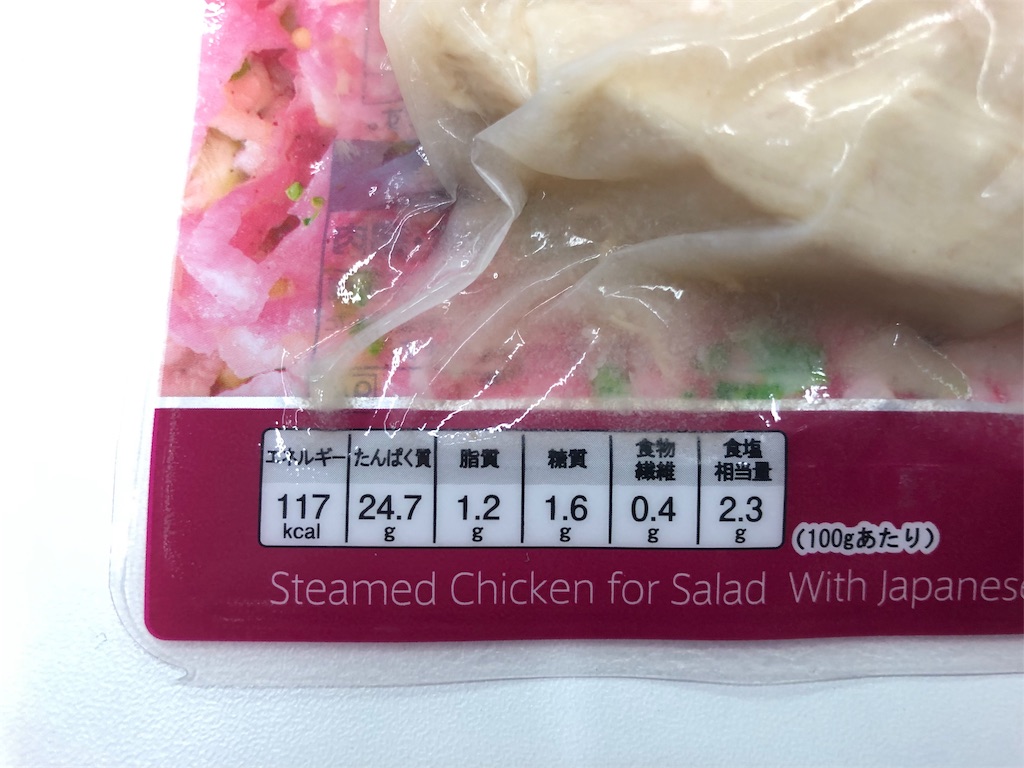 エネルギー たんぱく質 脂質 糖質 食物繊維 食塩相当量
117 24.7 1.2 1.6 0.4 2.3
kcal g g g g g
(100gあたり)
Steamed Chicken for Salad With Japanese